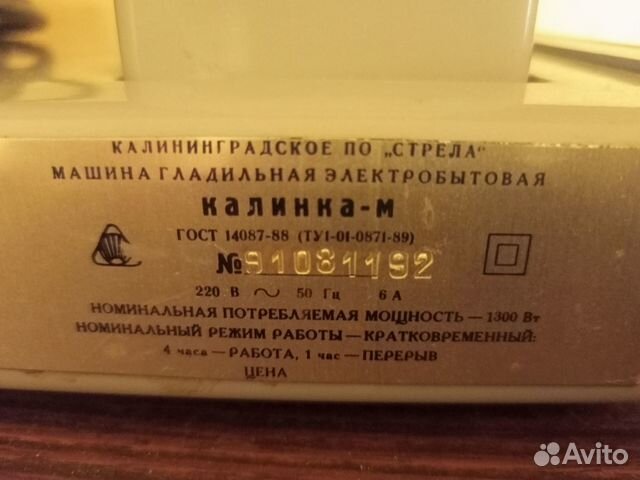 КАЛИНИНГРАДСКОЕ ПО „СТРЕЛА“
МАШИНА ГЛАДИЛЬНАЯ ЭЛЕКТРОБЫТОВАЯ
КАЛИНКА-М
ГОСТ 14087-88 (ТУ1-01-0871-89)
№91081192
220 В ~ 50 Гц 6 А
НОМИНАЛЬНАЯ ПОТРЕБЛЯЕМАЯ МОЩНОСТЬ — 1300 Вт
НОМИНАЛЬНЫЙ РЕЖИМ РАБОТЫ — КРАТКОВРЕМЕННЫЙ:
4 часа — РАБОТА, 1 час — ПЕРЕРЫВ
ЦЕНА
Avito